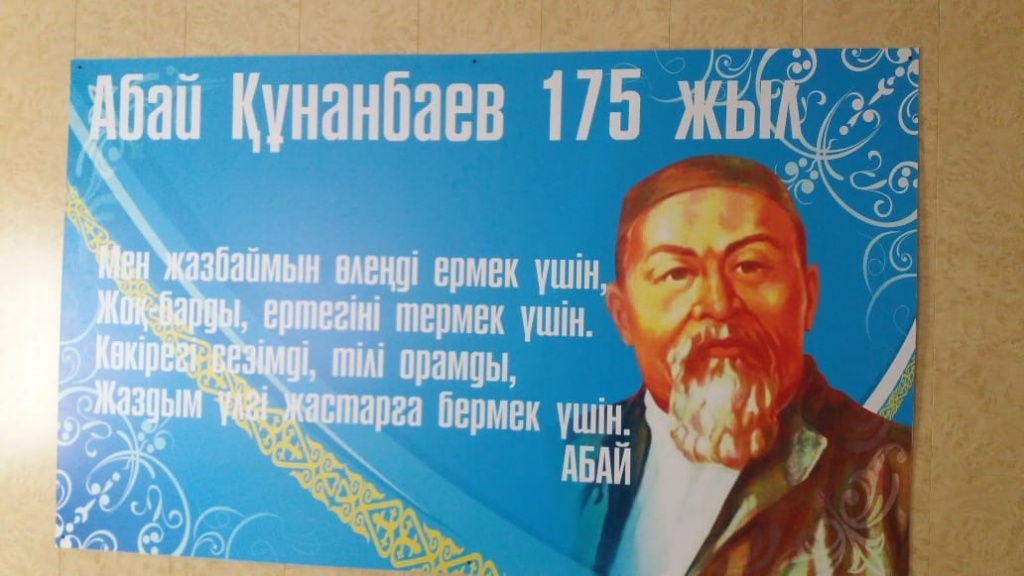 Абай Құнанбаев 175 жыл
Мен жазбаймын өлеңді ермек үшін,
Жоқ-барды, ертегіні термек үшін.
Көкірегі сезімді, тілі орамды,
Жаздым үлгі жастарға бермек үшін.
АБАЙ